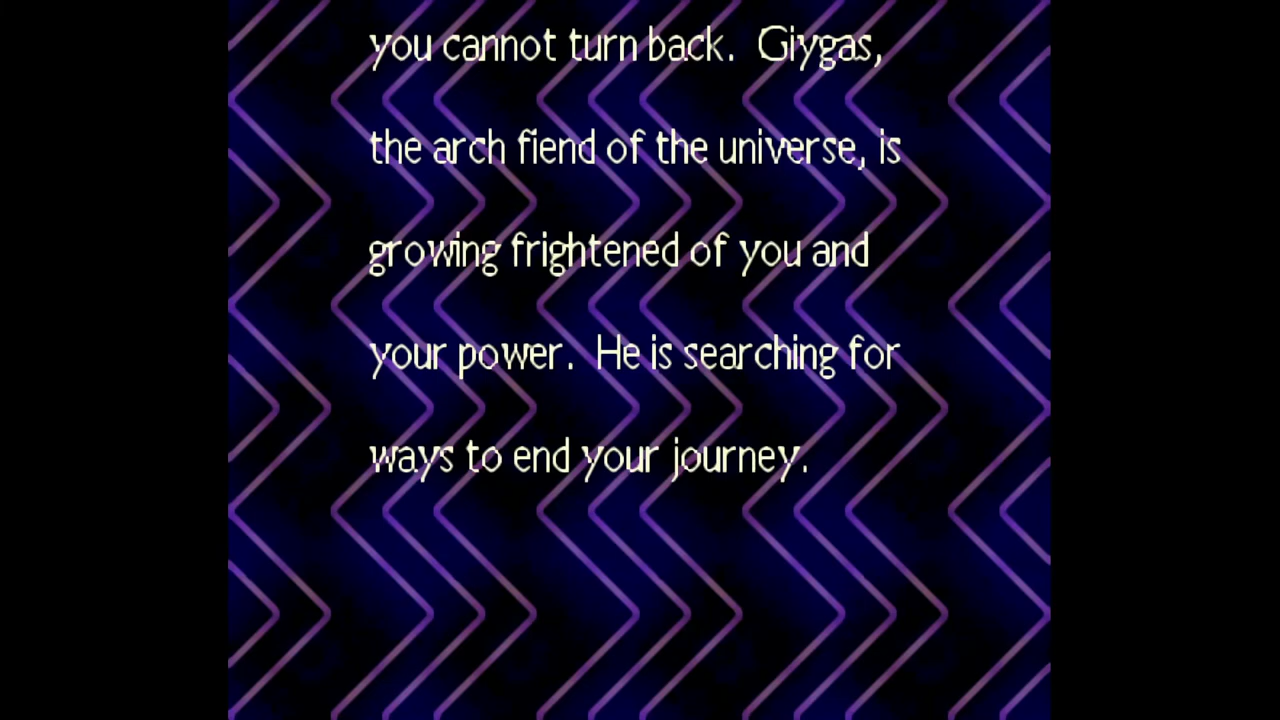 you cannot turn back.  Giygas,
the arch fiend of the universe, is
growing frightened of you and
your power.  He is searching for
ways to end your journey.